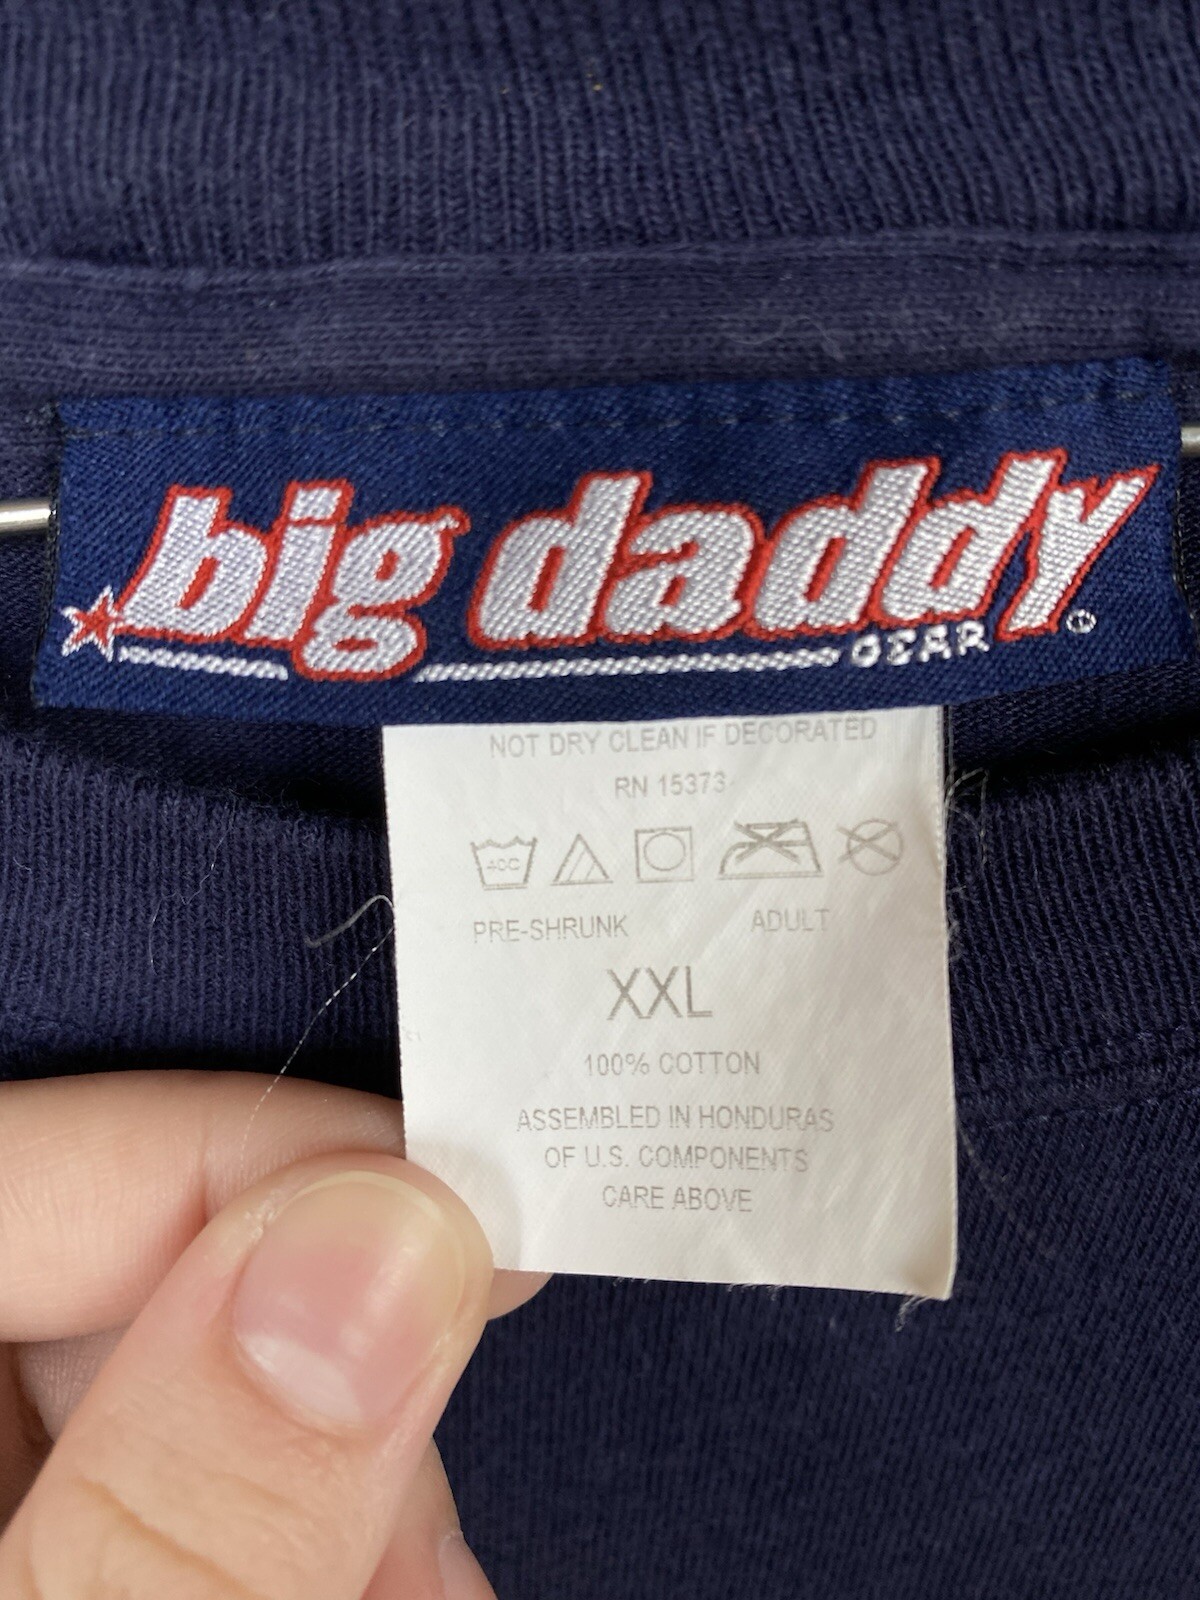 big daddy
GEAR ®
NOT DRY CLEAN IF DECORATED
RN 15373
40C
PRE-SHRUNK ADULT
XXL
100% COTTON
ASSEMBLED IN HONDURAS
OF U.S. COMPONENTS
CARE ABOVE